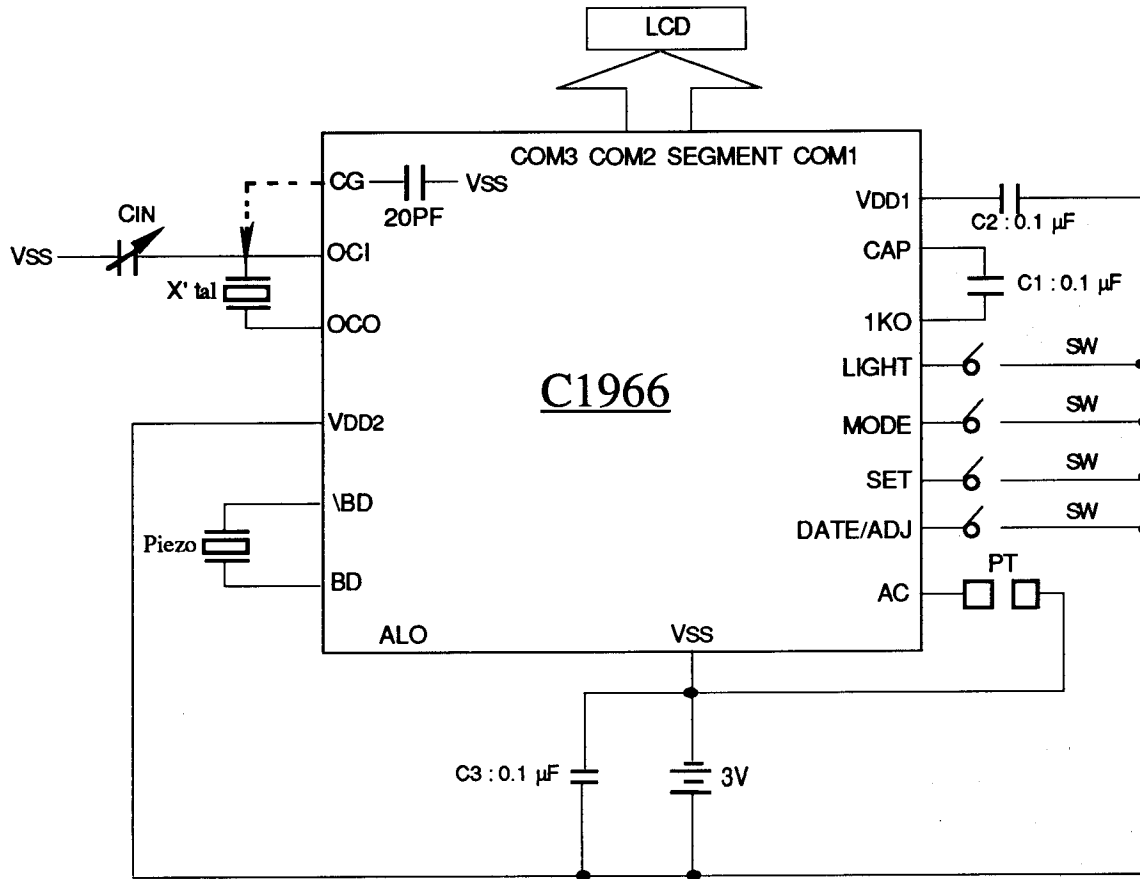 LCD
COM3 COM2 SEGMENT COM1
CG
VSS
20PF
VDD1
C2 : 0.1 µF
CIN
VSS
OCI
CAP
X' tal
C1 : 0.1 µF
OCO
1KO
SW
LIGHT
C1966
SW
VDD2
MODE
SW
SET
\BD
SW
DATE/ADJ
Piezo
PT
BD
AC
ALO
VSS
C3 : 0.1 µF
3V